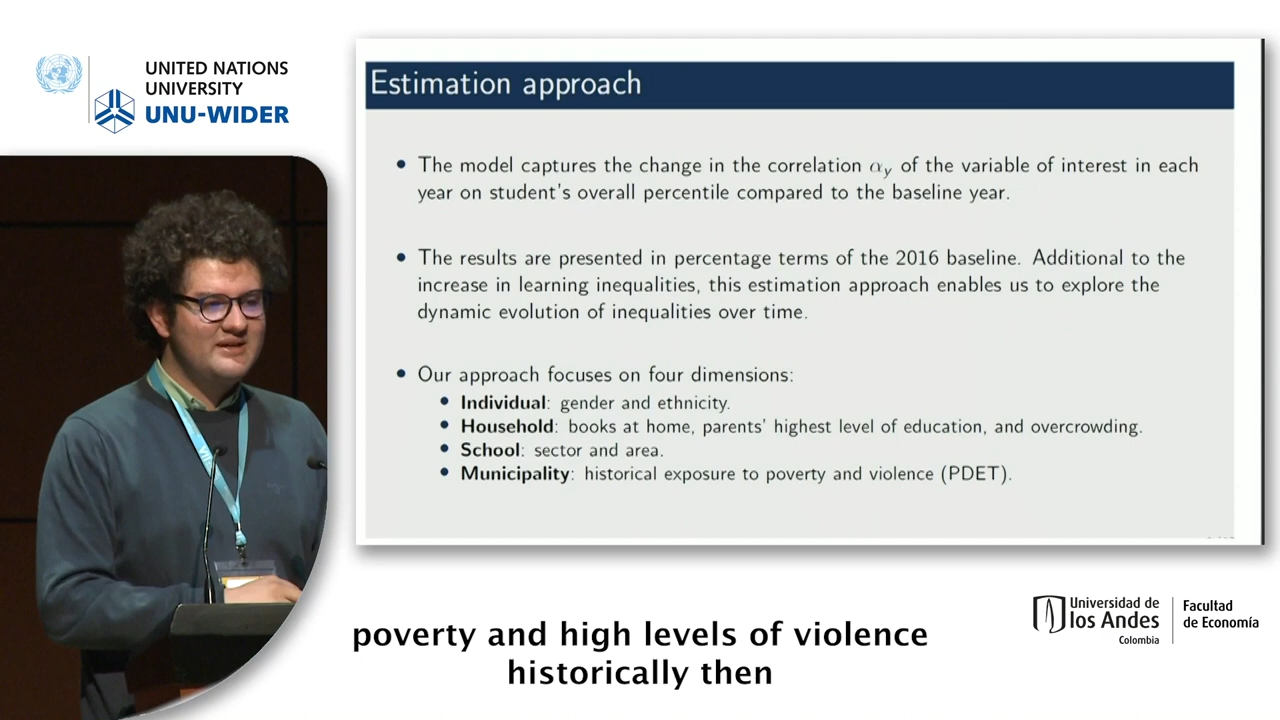 UNITED NATIONS
UNIVERSITY
UNU-WIDER
Estimation approach
• The model captures the change in the correlation αy of the variable of interest in each
year on student's overall percentile compared to the baseline year.
• The results are presented in percentage terms of the 2016 baseline. Additional to the
increase in learning inequalities, this estimation approach enables us to explore the
dynamic evolution of inequalities over time.
• Our approach focuses on four dimensions:
• Individual: gender and ethnicity.
• Household: books at home, parents' highest level of education, and overcrowding.
• School: sector and area.
• Municipality: historical exposure to poverty and violence (PDET).
Universidad de
los Andes
Colombia
Facultad
de Economía
poverty and high levels of violence
historically then